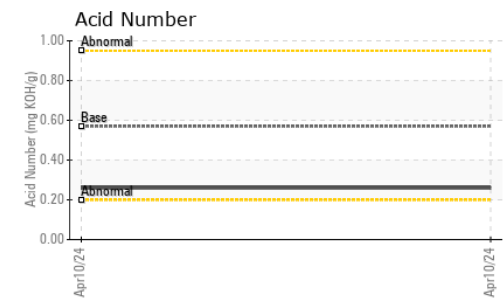 Acid Number
Acid Number (mg KOH/g)
1.00
0.80
0.60
0.40
0.20
0.00
Abnormal
Base
Abnormal
Apr10/24
Apr10/24